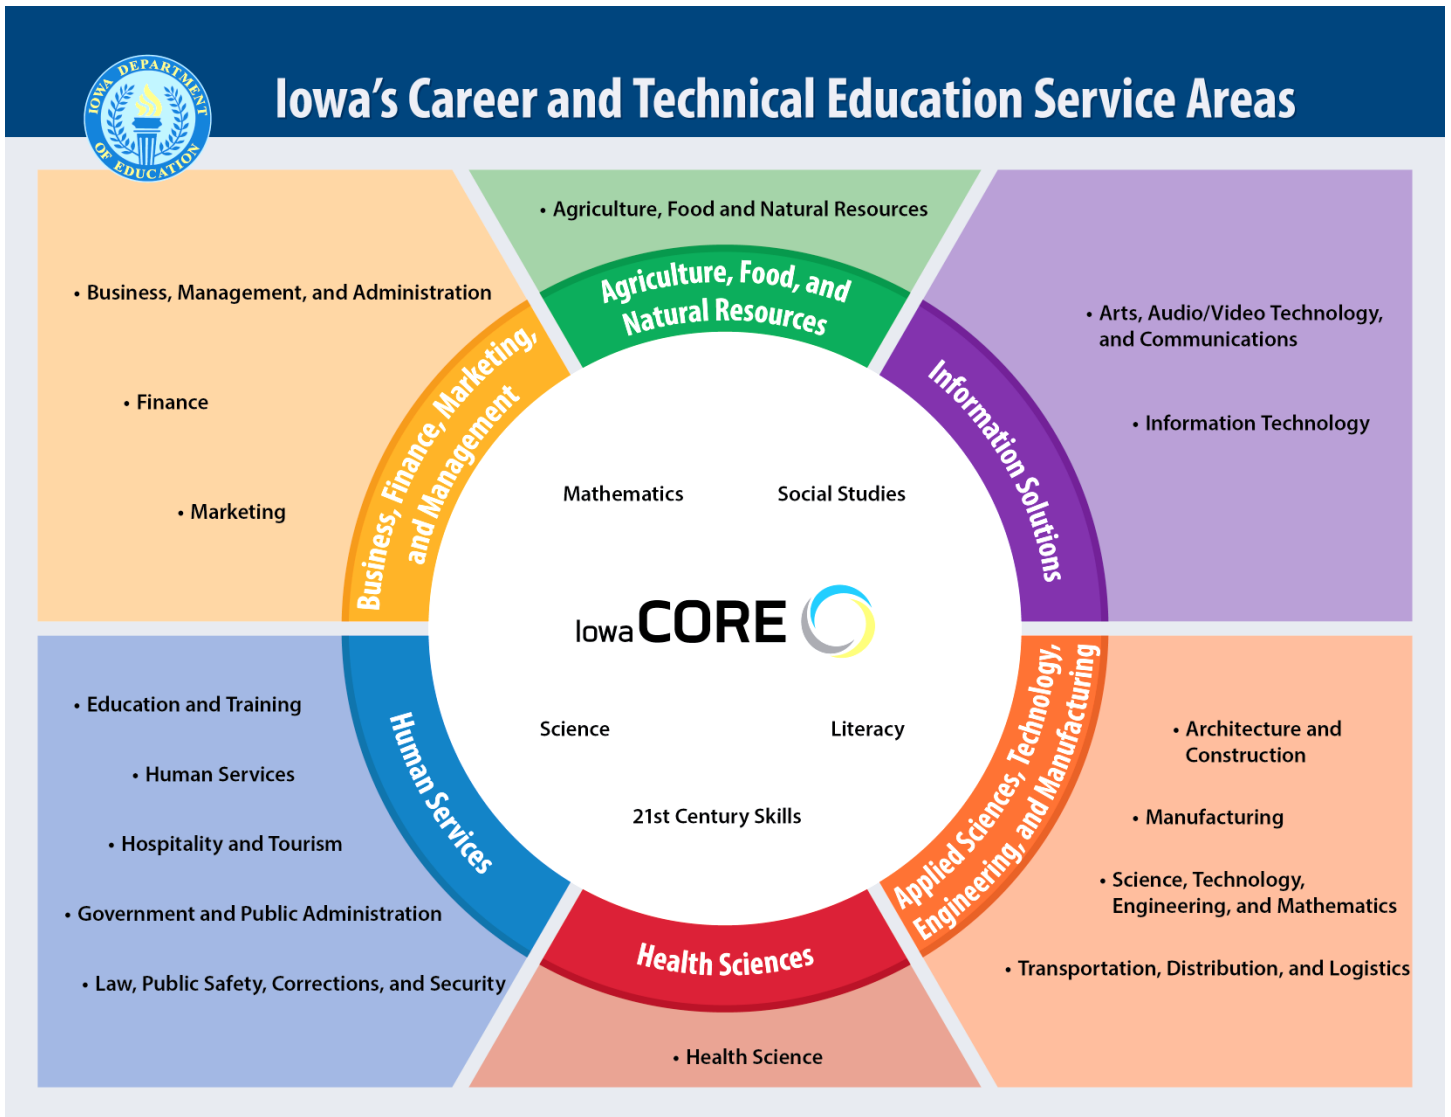 IOWA DEPARTMENT
OF EDUCATION
Iowa's Career and Technical Education Service Areas
• Business, Management, and Administration
• Finance
• Marketing
Business, Finance, Marketing,
and Management
• Agriculture, Food and Natural Resources
Agriculture, Food, and
Natural Resources
• Arts, Audio/Video Technology,
and Communications
• Information Technology
Information Solutions
Mathematics
Social Studies
Iowa CORE
Science
Literacy
21st Century Skills
• Education and Training
• Human Services
• Hospitality and Tourism
• Government and Public Administration
• Law, Public Safety, Corrections, and Security
Human Services
Health Sciences
• Health Science
Applied Sciences, Technology,
Engineering, and Manufacturing
• Architecture and
Construction
• Manufacturing
• Science, Technology,
Engineering, and Mathematics
• Transportation, Distribution, and Logistics